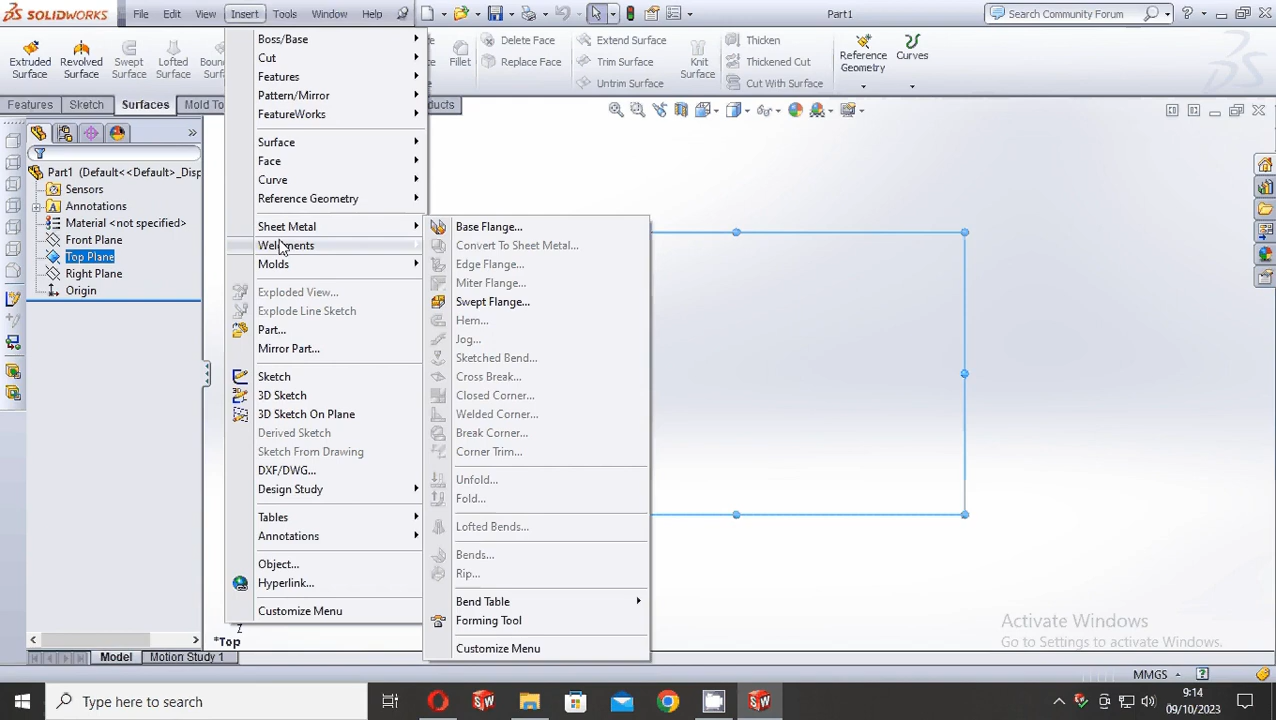 SOLIDWORKS File Edit View Insert Tools Window Help Part1 Search Community Forum
Extruded Surface
Revolved Surface
Swept Surface
Lofted Surface
Fillet
Delete Face
Replace Face
Extend Surface
Trim Surface
Untrim Surface
Knit Surface
Thicken
Thickened Cut
Cut With Surface
Reference Geometry
Curves
Features Sketch Surfaces
Part1 (Default<<Default>_Disp
Sensors
Annotations
Material <not specified>
Front Plane
Top Plane
Right Plane
Origin
Boss/Base
Cut
Features
Pattern/Mirror
FeatureWorks
Surface
Face
Curve
Reference Geometry
Sheet Metal
Weldments
Molds
Exploded View...
Explode Line Sketch
Part...
Mirror Part...
Sketch
3D Sketch
3D Sketch On Plane
Derived Sketch
Sketch From Drawing
DXF/DWG...
Design Study
Tables
Annotations
Object...
Hyperlink...
Customize Menu
Base Flange...
Convert To Sheet Metal...
Edge Flange...
Miter Flange...
Swept Flange...
Hem...
Jog...
Sketched Bend...
Cross Break...
Closed Corner...
Welded Corner...
Break Corner...
Corner Trim...
Unfold...
Fold...
Lofted Bends...
Bends...
Rip...
Bend Table
Forming Tool
Customize Menu
Z
*Top
Activate Windows
Go to Settings to activate Windows.
Model Motion Study 1
MMGS
Type here to search
9:14
09/10/2023